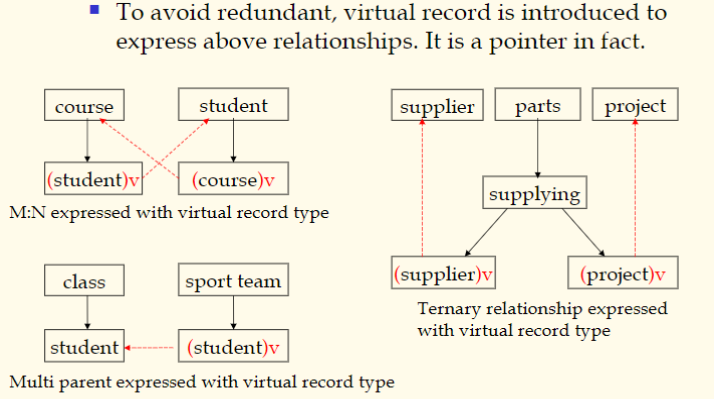 To avoid redundant, virtual record is introduced to
express above relationships. It is a pointer in fact.
course
student
(student)v
(course)v
M:N expressed with virtual record type
class
sport team
student
(student)v
Multi parent expressed with virtual record type
supplier
parts
project
supplying
(supplier)v
(project)v
Ternary relationship expressed
with virtual record type